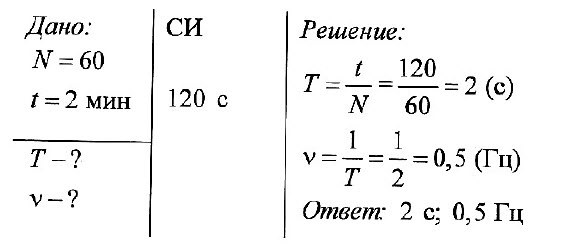 Дано:
N = 60
t = 2 мин
T – ?
ν – ?
СИ
120 с
Решение:
T = t/N = 120/60 = 2 (с)
ν = 1/T = 1/2 = 0,5 (Гц)
Ответ: 2 с; 0,5 Гц